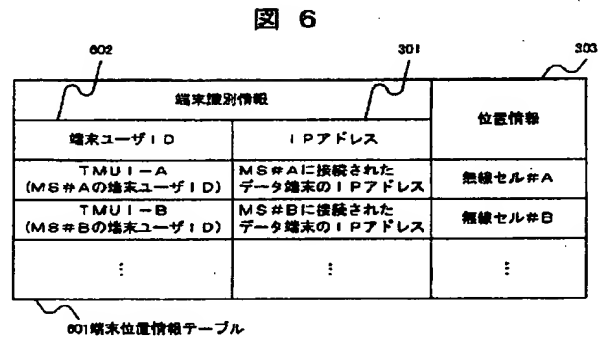 図 6
602
301
303
端末識別情報
位置情報
端末ユーザID
IPアドレス
TMUI-A
(MS#Aの端末ユーザID)
MS#Aに接続された
データ端末のIPアドレス
無線セル#A
TMUI-B
(MS#Bの端末ユーザID)
MS#Bに接続された
データ端末のIPアドレス
無線セル#B
⋮
⋮
⋮
601端末位置情報テーブル